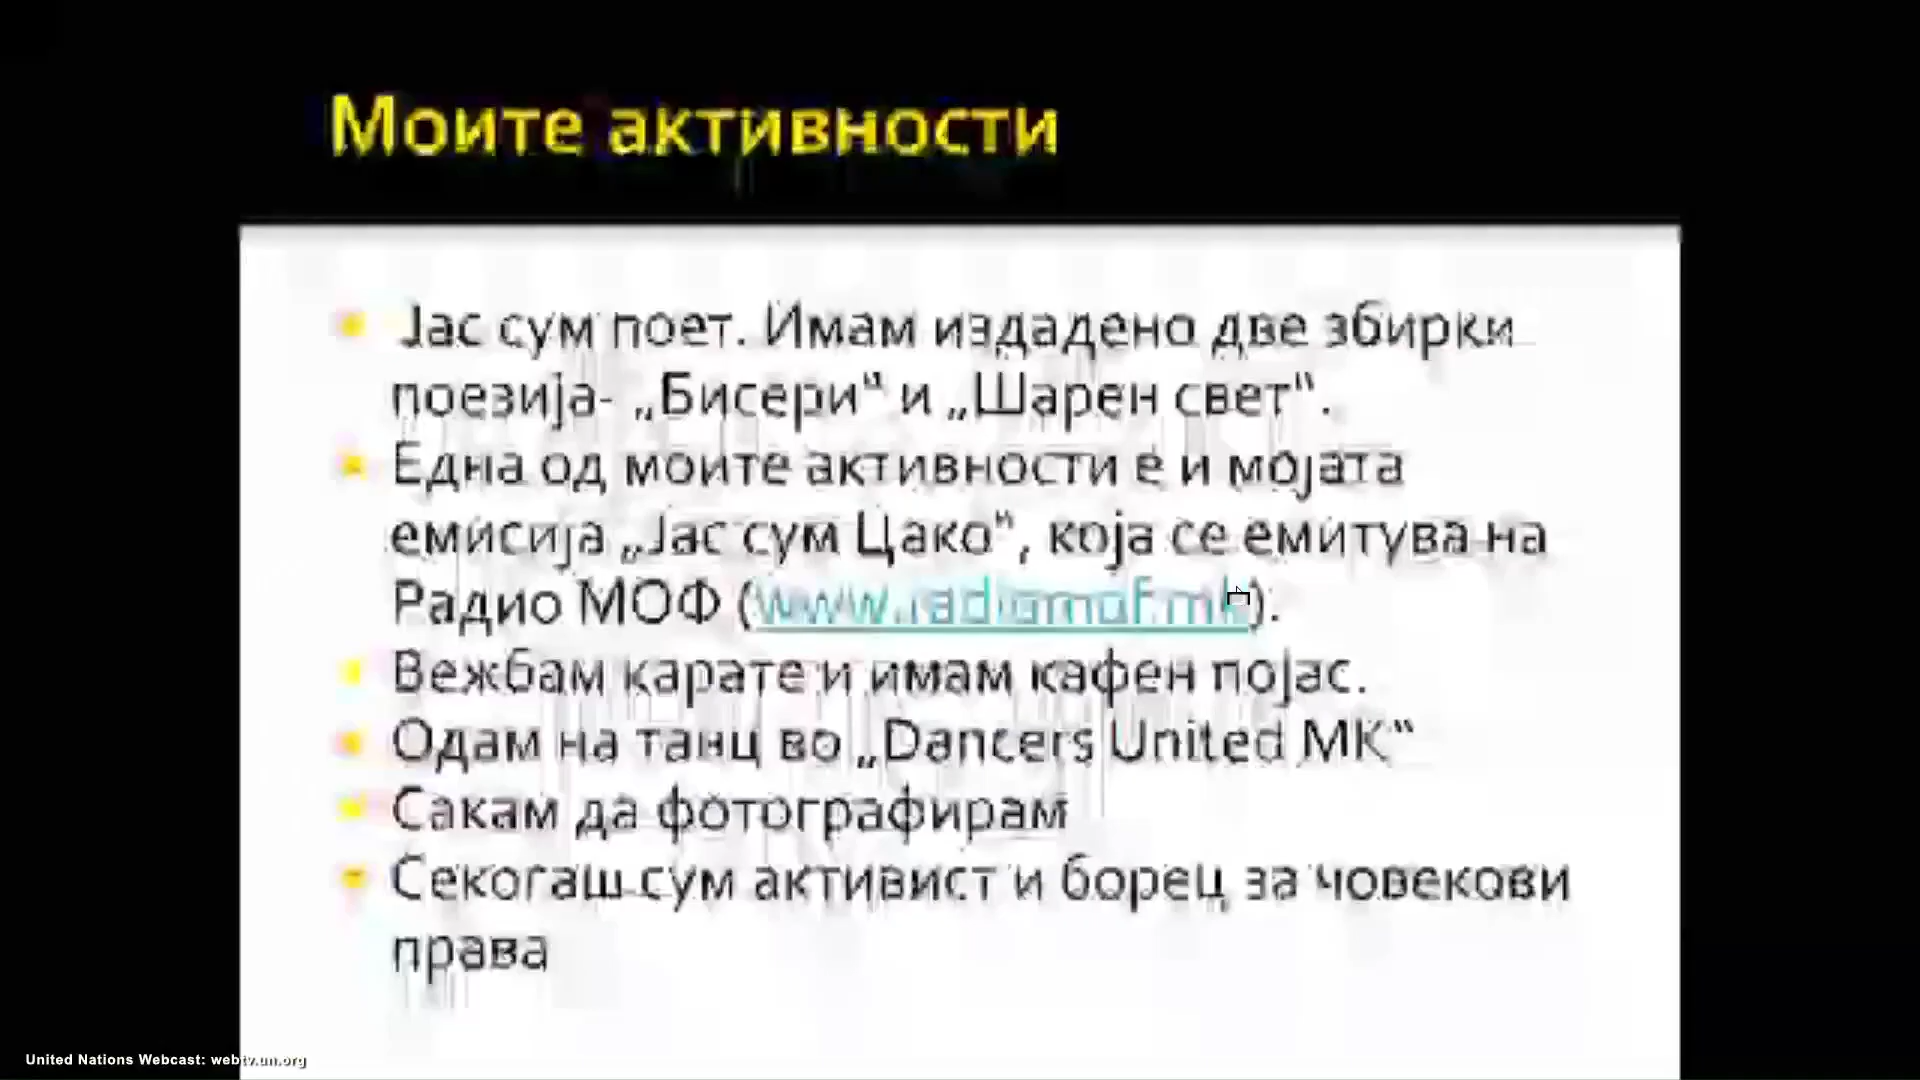 Моите активности
Јас сум поет. Имам издадено две збирки
поезија- „Бисери“ и „Шарен свет“.
Една од моите активности е и мојата
емисија „Јас сум Цако“, која се емитува на
Радио МОФ (www.radiomof.mk).
Вежбам карате и имам кафен појас.
Одам на танц во „Dancers United MK“
Сакам да фотографирам
Секогаш сум активист и борец за човекови
права
United Nations Webcast: webtv.un.org